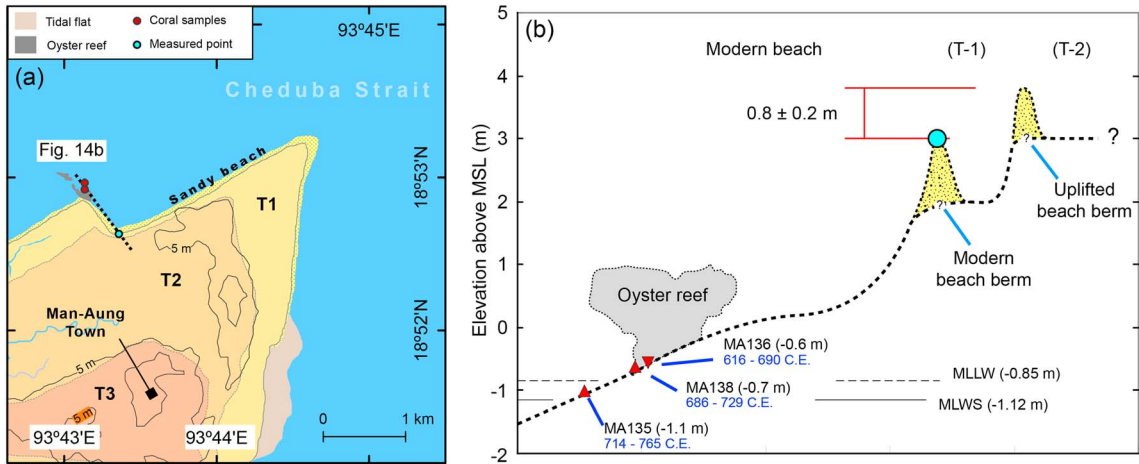 Tidal flat
Coral samples
Oyster reef
Measured point
93°45'E
(a)
Cheduba Strait
Fig. 14b
Sandy beach
18°53'N
T1
5 m
T2
Man-Aung
Town
18°52'N
5 m
T3
5 m
93°43'E
93°44'E
0
1 km
(b)
Modern beach
(T-1)
(T-2)
Elevation above MSL (m)
5
4
3
2
1
0
-1
-2
0.8 ± 0.2 m
?
?
?
Uplifted
beach berm
Modern
beach berm
Oyster reef
MA136 (-0.6 m)
616 - 690 C.E.
MA138 (-0.7 m)
686 - 729 C.E.
MA135 (-1.1 m)
714 - 765 C.E.
MLLW (-0.85 m)
MLWS (-1.12 m)